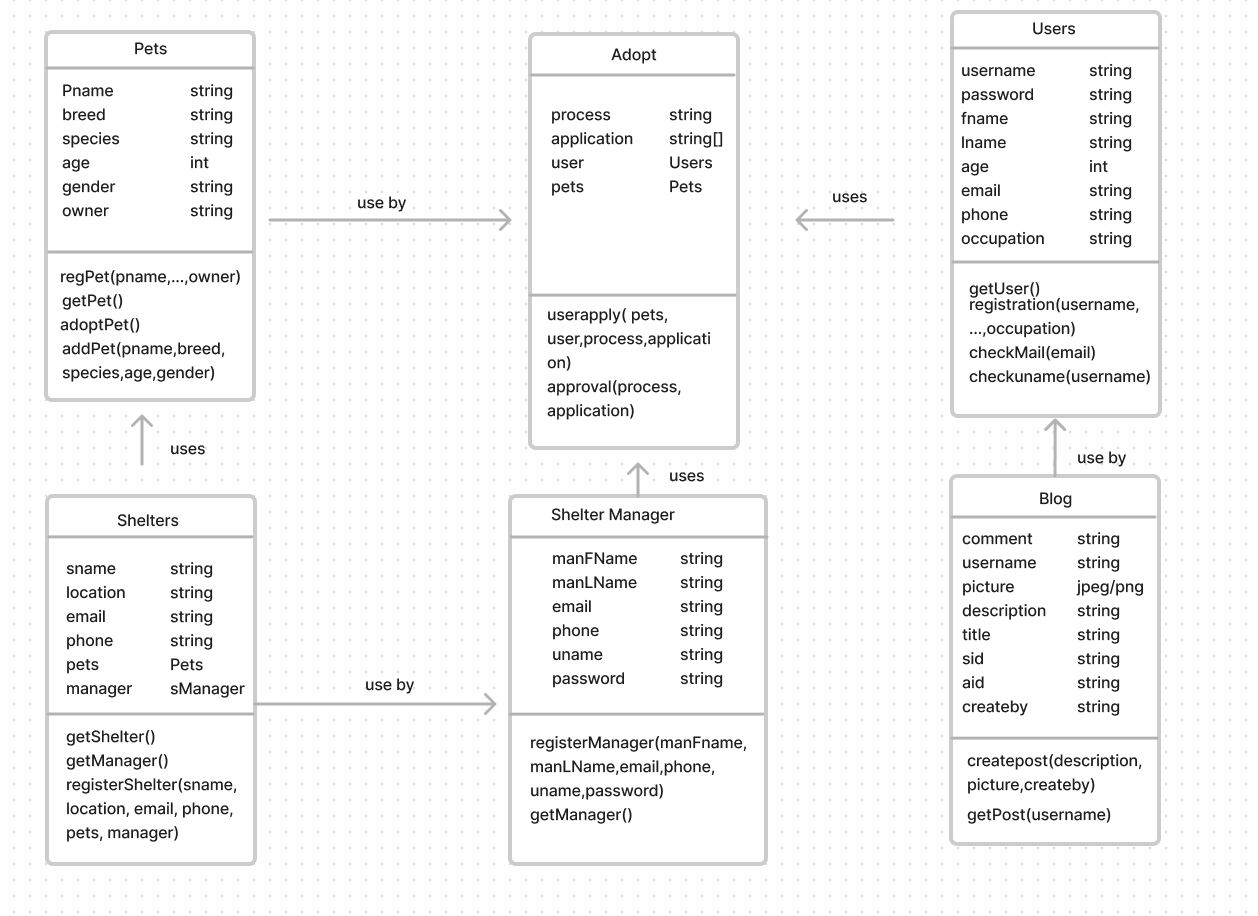 Pets
Pname string
breed string
species string
age int
gender string
owner string
regPet(pname,...,owner)
getPet()
adoptPet()
addPet(pname,breed,
species,age,gender)
use by
Adopt
process string
application string[]
user Users
pets Pets
userapply( pets,
user,process,applicati
on)
approval(process,
application)
uses
Users
username string
password string
fname string
lname string
age int
email string
phone string
occupation string
getUser()
registration(username,
...,occupation)
checkMail(email)
checkuname(username)
uses
uses
use by
Shelters
sname string
location string
email string
phone string
pets Pets
manager sManager
getShelter()
getManager()
registerShelter(sname,
location, email, phone,
pets, manager)
use by
Shelter Manager
manFName string
manLName string
email string
phone string
uname string
password string
registerManager(manFname,
manLName,email,phone,
uname,password)
getManager()
Blog
comment string
username string
picture jpeg/png
description string
title string
sid string
aid string
createby string
createpost(description,
picture,createby)
getPost(username)